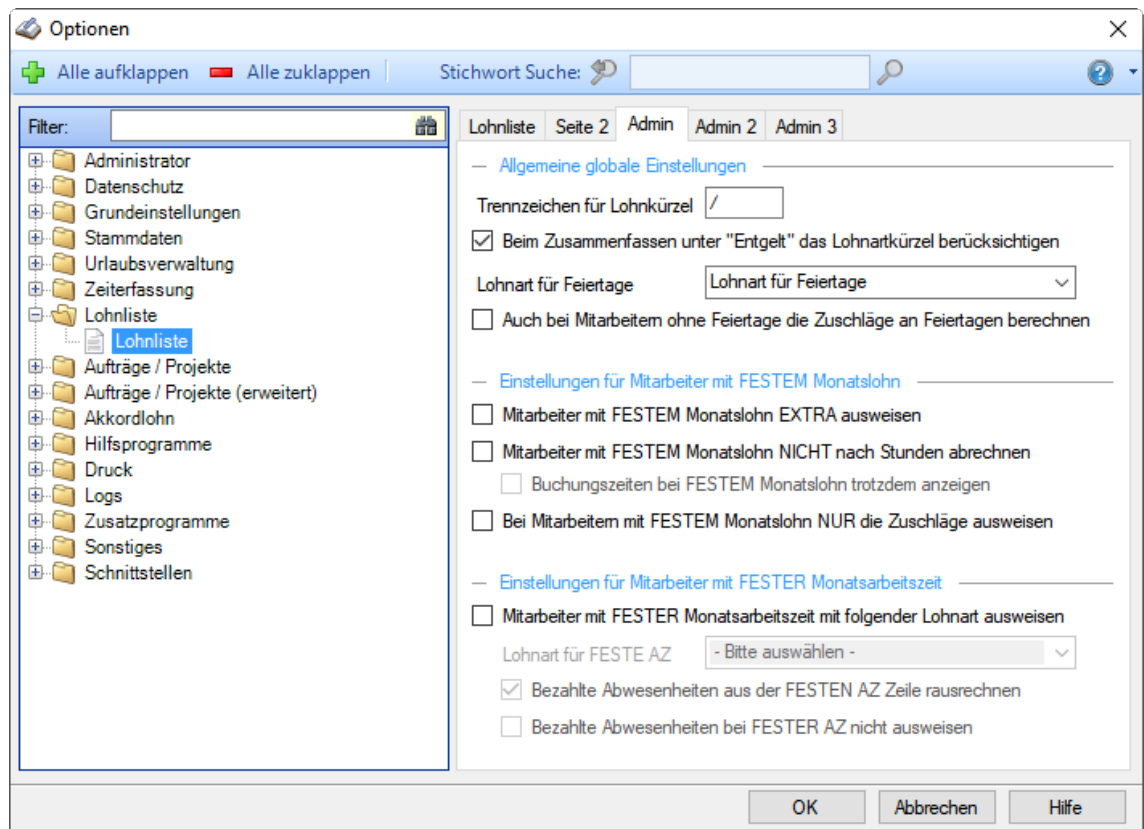 Optionen
Alle aufklappen
Alle zuklappen
Stichwort Suche:
Filter:
Administrator
Datenschutz
Grundeinstellungen
Stammdaten
Urlaubsverwaltung
Zeiterfassung
Lohnliste
Lohnliste
Aufträge / Projekte
Aufträge / Projekte (erweitert)
Akkordlohn
Hilfsprogramme
Druck
Logs
Zusatzprogramme
Sonstiges
Schnittstellen
Lohnliste Seite 2 Admin Admin 2 Admin 3
Allgemeine globale Einstellungen
Trennzeichen für Lohnkürzel /
Beim Zusammenfassen unter "Entgelt" das Lohnartkürzel berücksichtigen
Lohnart für Feiertage Lohnart für Feiertage
Auch bei Mitarbeitern ohne Feiertage die Zuschläge an Feiertagen berechnen
Einstellungen für Mitarbeiter mit FESTEM Monatslohn
Mitarbeiter mit FESTEM Monatslohn EXTRA ausweisen
Mitarbeiter mit FESTEM Monatslohn NICHT nach Stunden abrechnen
Buchungszeiten bei FESTEM Monatslohn trotzdem anzeigen
Bei Mitarbeitern mit FESTEM Monatslohn NUR die Zuschläge ausweisen
Einstellungen für Mitarbeiter mit FESTER Monatsarbeitszeit
Mitarbeiter mit FESTER Monatsarbeitszeit mit folgender Lohnart ausweisen
Lohnart für FESTE AZ - Bitte auswählen -
Bezahlte Abwesenheiten aus der FESTEN AZ Zeile rausrechnen
Bezahlte Abwesenheiten bei FESTER AZ nicht ausweisen
OK Abbrechen Hilfe